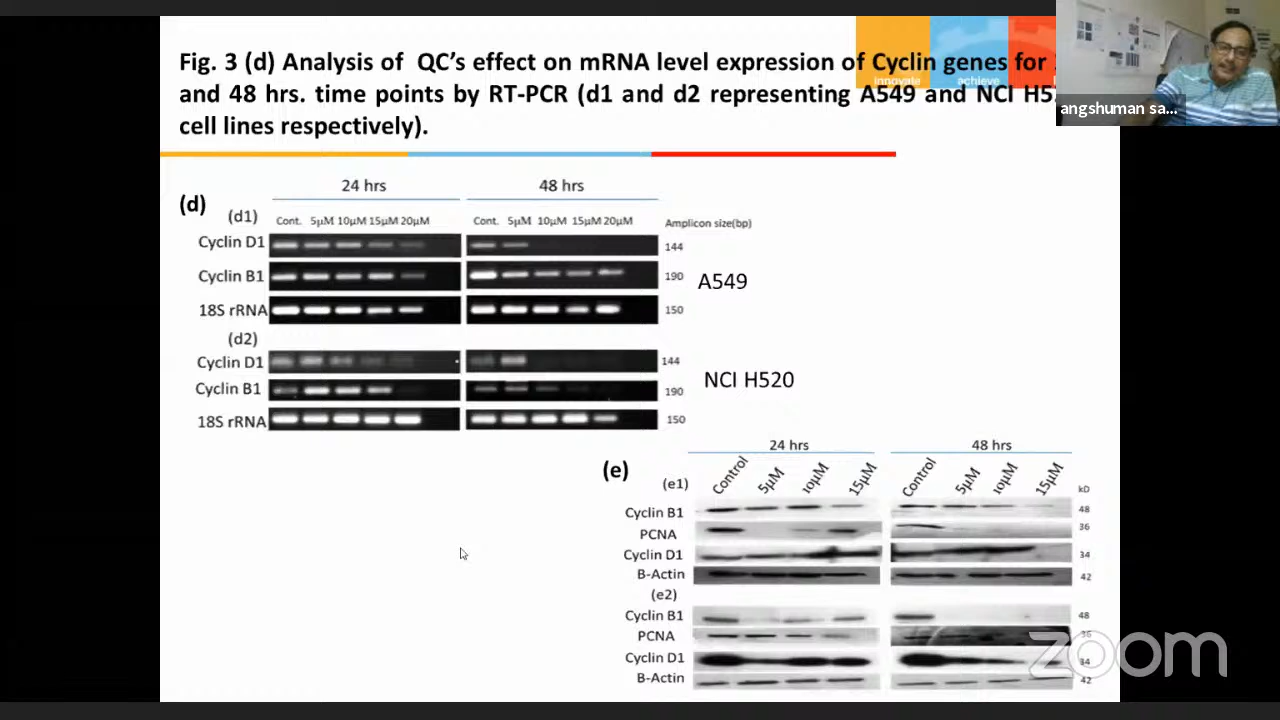 Fig. 3 (d) Analysis of QC's effect on mRNA level expression of Cyclin genes for
and 48 hrs. time points by RT-PCR (d1 and d2 representing A549 and NCI
cell lines respectively).
innovate achieve
angshuman sa...
24 hrs 48 hrs
(d)
(d1)
Cont. 5µM 10µM 15µM 20µM Cont. 5µM 10µM 15µM 20µM Amplicon size(bp)
Cyclin D1 144
Cyclin B1 190
A549
18S rRNA 150
(d2)
Cyclin D1 144
NCI H520
Cyclin B1 190
18S rRNA 150
24 hrs 48 hrs
(e)
(e1)
Control 5µM 10µM 15µM Control 5µM 10µM 15µM kD
Cyclin B1 48
PCNA 36
Cyclin D1 34
B-Actin 42
(e2)
Cyclin B1 48
PCNA 36
Cyclin D1 34
B-Actin 42
zoom